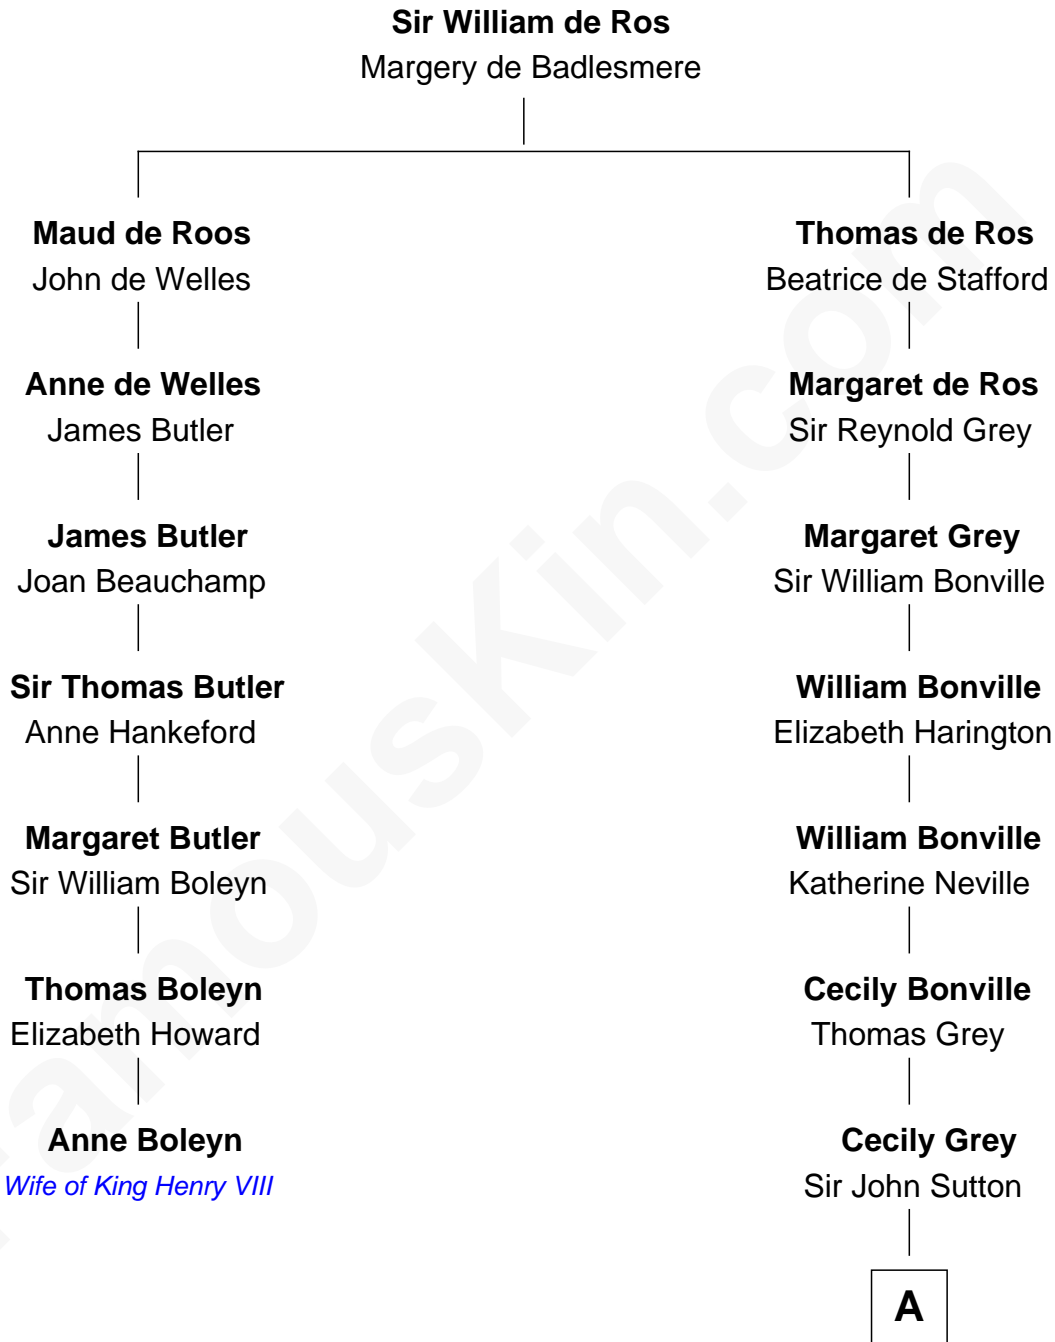 Sir William de Ros
Margery de Badlesmere
Maud de Roos
John de Welles
Thomas de Ros
Beatrice de Stafford
Anne de Welles
James Butler
Margaret de Ros
Sir Reynold Grey
James Butler
Joan Beauchamp
Margaret Grey
Sir William Bonville
Sir Thomas Butler
Anne Hankeford
William Bonville
Elizabeth Harington
Margaret Butler
Sir William Boleyn
William Bonville
Katherine Neville
Thomas Boleyn
Elizabeth Howard
Cecily Bonville
Thomas Grey
Anne Boleyn
Wife of King Henry VIII
Cecily Grey
Sir John Sutton
A
FamousKin.com